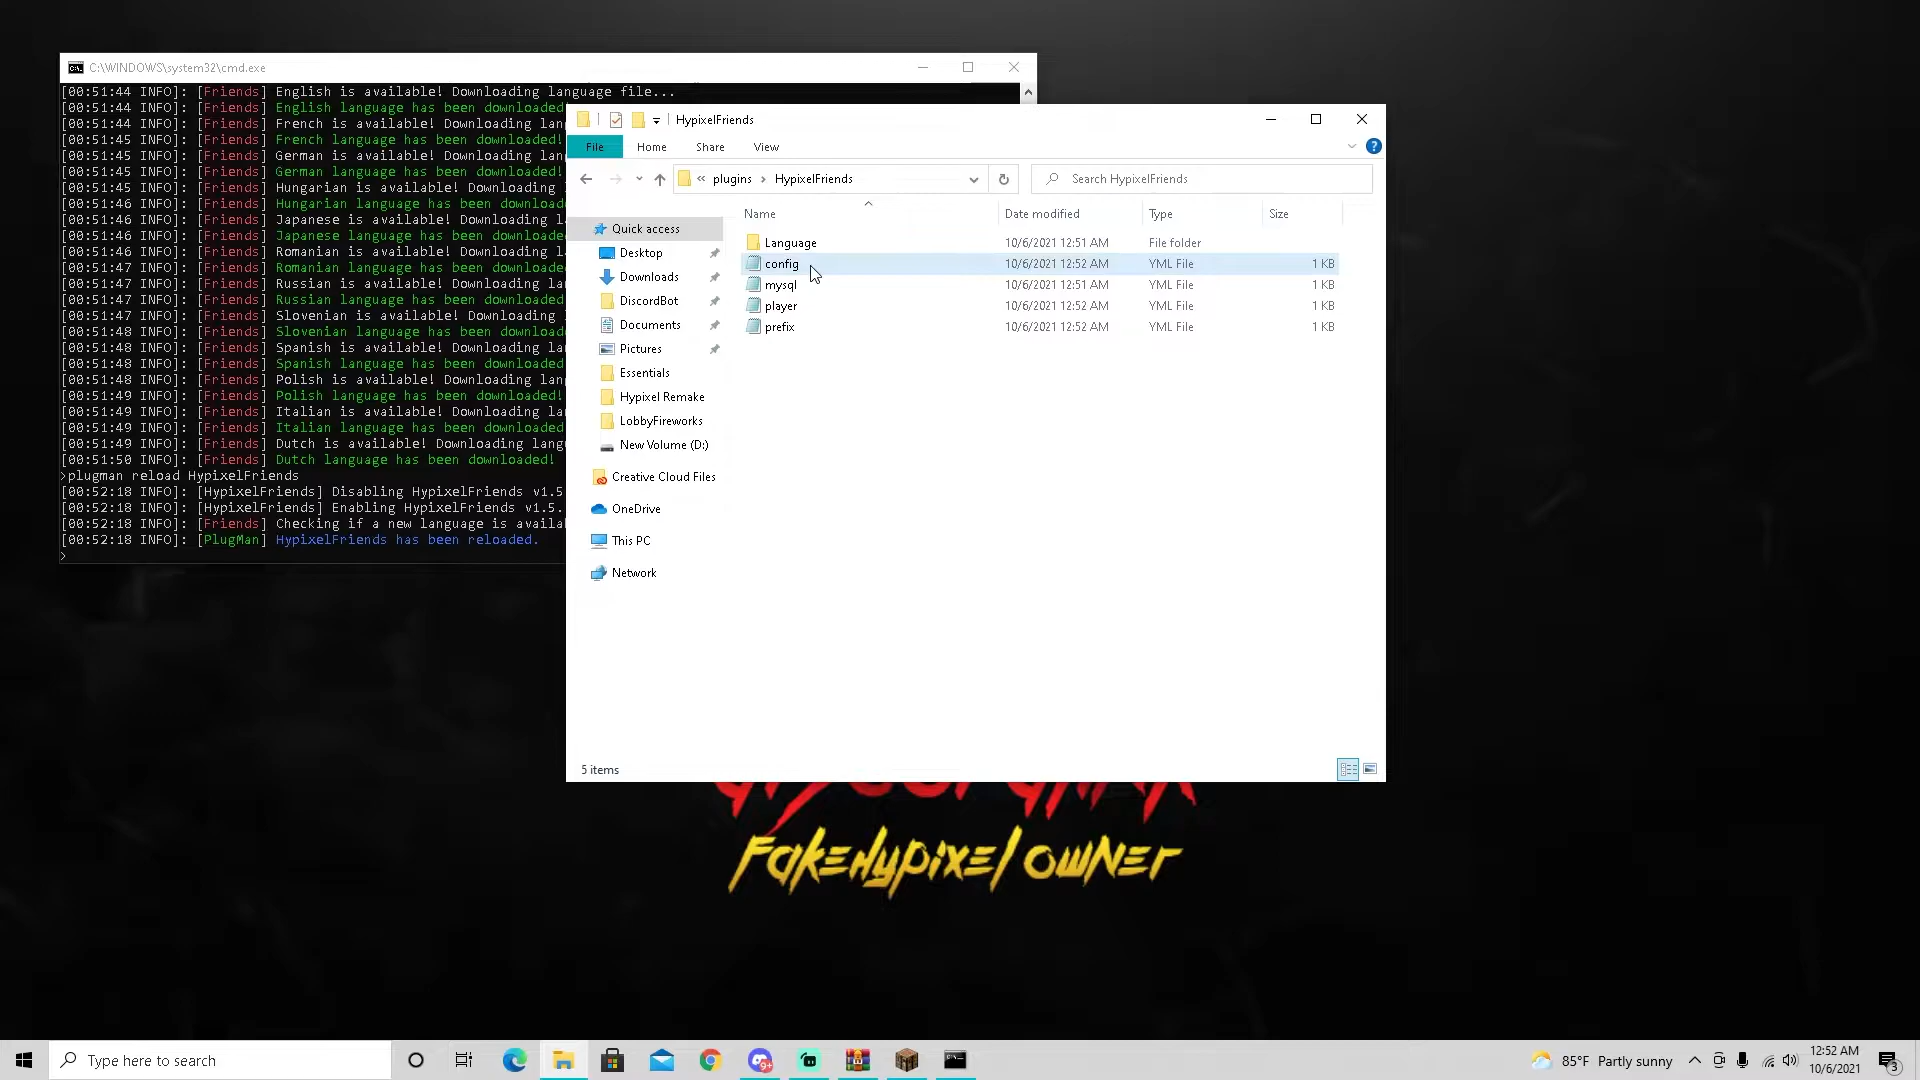 C:\WINDOWS\system32\cmd.exe
[00:51:44 INFO]: [Friends] English is available! Downloading language file...
[00:51:44 INFO]: [Friends] English language has been downloaded
[00:51:44 INFO]: [Friends] French is available! Downloading lan
[00:51:45 INFO]: [Friends] French language has been downloaded!
[00:51:45 INFO]: [Friends] German is available! Downloading lan
[00:51:45 INFO]: [Friends] German language has been downloaded!
[00:51:45 INFO]: [Friends] Hungarian is available! Downloading
[00:51:46 INFO]: [Friends] Hungarian language has been download
[00:51:46 INFO]: [Friends] Japanese is available! Downloading l
[00:51:46 INFO]: [Friends] Japanese language has been downloade
[00:51:46 INFO]: [Friends] Romanian is available! Downloading l
[00:51:47 INFO]: [Friends] Romanian language has been downloade
[00:51:47 INFO]: [Friends] Russian is available! Downloading la
[00:51:47 INFO]: [Friends] Russian language has been downloaded
[00:51:47 INFO]: [Friends] Slovenian is available! Downloading
[00:51:48 INFO]: [Friends] Slovenian language has been download
[00:51:48 INFO]: [Friends] Spanish is available! Downloading la
[00:51:48 INFO]: [Friends] Spanish language has been downloaded
[00:51:48 INFO]: [Friends] Polish is available! Downloading lan
[00:51:49 INFO]: [Friends] Polish language has been downloaded!
[00:51:49 INFO]: [Friends] Italian is available! Downloading la
[00:51:49 INFO]: [Friends] Italian language has been downloaded
[00:51:49 INFO]: [Friends] Dutch is available! Downloading lang
[00:51:50 INFO]: [Friends] Dutch language has been downloaded!
>plugman reload HypixelFriends
[00:52:18 INFO]: [HypixelFriends] Disabling HypixelFriends v1.5
[00:52:18 INFO]: [HypixelFriends] Enabling HypixelFriends v1.5.
[00:52:18 INFO]: [Friends] Checking if a new language is availa
[00:52:18 INFO]: [PlugMan] HypixelFriends has been reloaded.
>
HypixelFriends
File Home Share View
« plugins > HypixelFriends
Search HypixelFriends
Name Date modified Type Size
Language 10/6/2021 12:51 AM File folder
config 10/6/2021 12:52 AM YML File 1 KB
mysql 10/6/2021 12:51 AM YML File 1 KB
player 10/6/2021 12:52 AM YML File 1 KB
prefix 10/6/2021 12:52 AM YML File 1 KB
Quick access
Desktop
Downloads
DiscordBot
Documents
Pictures
Essentials
Hypixel Remake
LobbyFireworks
New Volume (D:)
Creative Cloud Files
OneDrive
This PC
Network
5 items
FakeHypixel OWNER
Type here to search
85°F Partly sunny
12:52 AM
10/6/2021
3